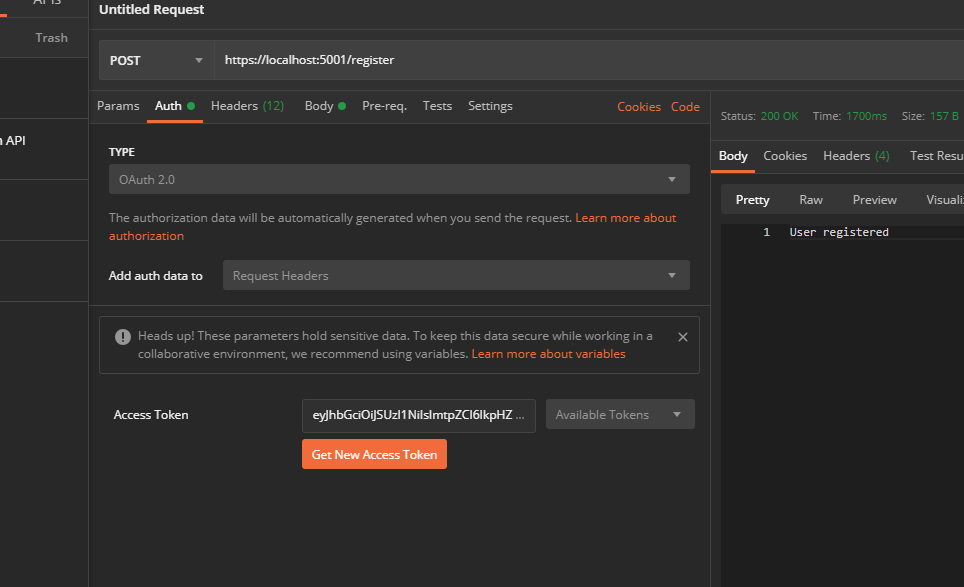 APIs
Trash
API
Untitled Request
POST
https://localhost:5001/register
Params Auth Headers (12) Body Pre-req. Tests Settings Cookies Code
TYPE
OAuth 2.0
The authorization data will be automatically generated when you send the request. Learn more about
authorization
Add auth data to Request Headers
Heads up! These parameters hold sensitive data. To keep this data secure while working in a
collaborative environment, we recommend using variables. Learn more about variables
Access Token
Available Tokens
Get New Access Token
Status: 200 OK Time: 1700ms Size: 157 B
Body Cookies Headers (4) Test Resu
Pretty Raw Preview Visualiz
1 User registered